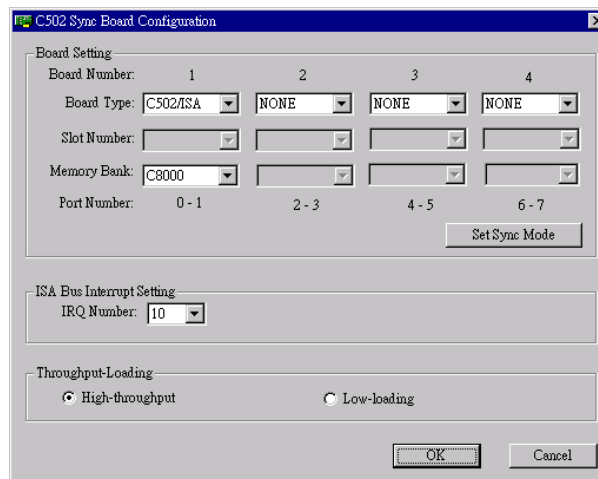 C502 Sync Board Configuration
Board Setting
Board Number: 1 2 3 4
Board Type: C502/ISA NONE NONE NONE
Slot Number:
Memory Bank: C8000
Port Number: 0 - 1 2 - 3 4 - 5 6 - 7
Set Sync Mode
ISA Bus Interrupt Setting
IRQ Number: 10
Throughput-Loading
High-throughput Low-loading
OK Cancel